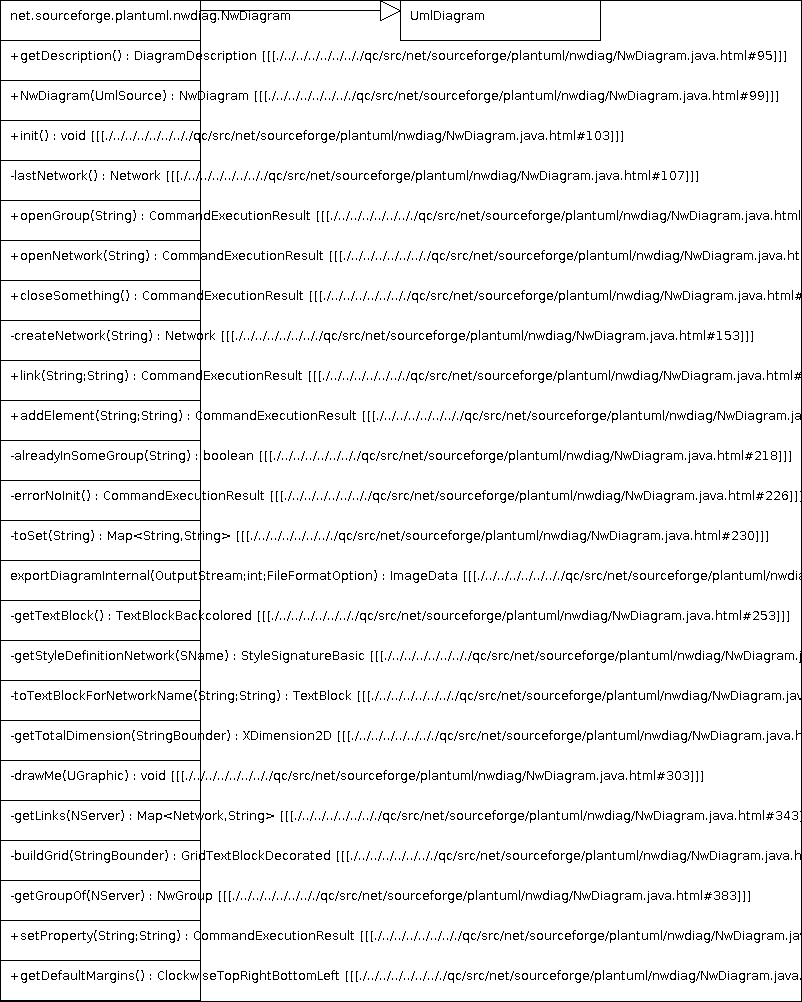 net.sourceforge.plantuml.nwdiag.NwDiagram
UmlDiagram
+getDescription() : DiagramDescription [[[./../../../../../../qc/src/net/sourceforge/plantuml/nwdiag/NwDiagram.java.html#95]]]
+NwDiagram(UmlSource) : NwDiagram [[[./../../../../../../qc/src/net/sourceforge/plantuml/nwdiag/NwDiagram.java.html#99]]]
+init() : void [[[./../../../../../../qc/src/net/sourceforge/plantuml/nwdiag/NwDiagram.java.html#103]]]
-lastNetwork() : Network [[[./../../../../../../qc/src/net/sourceforge/plantuml/nwdiag/NwDiagram.java.html#107]]]
+openGroup(String) : CommandExecutionResult [[[./../../../../../../qc/src/net/sourceforge/plantuml/nwdiag/NwDiagram.java.html
+openNetwork(String) : CommandExecutionResult [[[./../../../../../../qc/src/net/sourceforge/plantuml/nwdiag/NwDiagram.java.ht
+closeSomething() : CommandExecutionResult [[[./../../../../../../qc/src/net/sourceforge/plantuml/nwdiag/NwDiagram.java.html#
-createNetwork(String) : Network [[[./../../../../../../qc/src/net/sourceforge/plantuml/nwdiag/NwDiagram.java.html#153]]]
+link(String;String) : CommandExecutionResult [[[./../../../../../../qc/src/net/sourceforge/plantuml/nwdiag/NwDiagram.java.html#
+addElement(String;String) : CommandExecutionResult [[[./../../../../../../qc/src/net/sourceforge/plantuml/nwdiag/NwDiagram.ja
-alreadyInSomeGroup(String) : boolean [[[./../../../../../../qc/src/net/sourceforge/plantuml/nwdiag/NwDiagram.java.html#218]]]
-errorNoInit() : CommandExecutionResult [[[./../../../../../../qc/src/net/sourceforge/plantuml/nwdiag/NwDiagram.java.html#226]]]
-toSet(String) : Map<String,String> [[[./../../../../../../qc/src/net/sourceforge/plantuml/nwdiag/NwDiagram.java.html#230]]]
exportDiagramInternal(OutputStream;int;FileFormatOption) : ImageData [[[./../../../../../../qc/src/net/sourceforge/plantuml/nwdia
-getTextBlock() : TextBlockBackcolored [[[./../../../../../../qc/src/net/sourceforge/plantuml/nwdiag/NwDiagram.java.html#253]]]
-getStyleDefinitionNetwork(SName) : StyleSignatureBasic [[[./../../../../../../qc/src/net/sourceforge/plantuml/nwdiag/NwDiagram.j
-toTextBlockForNetworkName(String;String) : TextBlock [[[./../../../../../../qc/src/net/sourceforge/plantuml/nwdiag/NwDiagram.jav
-getTotalDimension(StringBounder) : XDimension2D [[[./../../../../../../qc/src/net/sourceforge/plantuml/nwdiag/NwDiagram.java.h
-drawMe(UGraphic) : void [[[./../../../../../../qc/src/net/sourceforge/plantuml/nwdiag/NwDiagram.java.html#303]]]
-getLinks(NServer) : Map<Network,String> [[[./../../../../../../qc/src/net/sourceforge/plantuml/nwdiag/NwDiagram.java.html#343]
-buildGrid(StringBounder) : GridTextBlockDecorated [[[./../../../../../../qc/src/net/sourceforge/plantuml/nwdiag/NwDiagram.java.h
-getGroupOf(NServer) : NwGroup [[[./../../../../../../qc/src/net/sourceforge/plantuml/nwdiag/NwDiagram.java.html#383]]]
+setProperty(String;String) : CommandExecutionResult [[[./../../../../../../qc/src/net/sourceforge/plantuml/nwdiag/NwDiagram.jav
+getDefaultMargins() : ClockwiseTopRightBottomLeft [[[./../../../../../../qc/src/net/sourceforge/plantuml/nwdiag/NwDiagram.java.